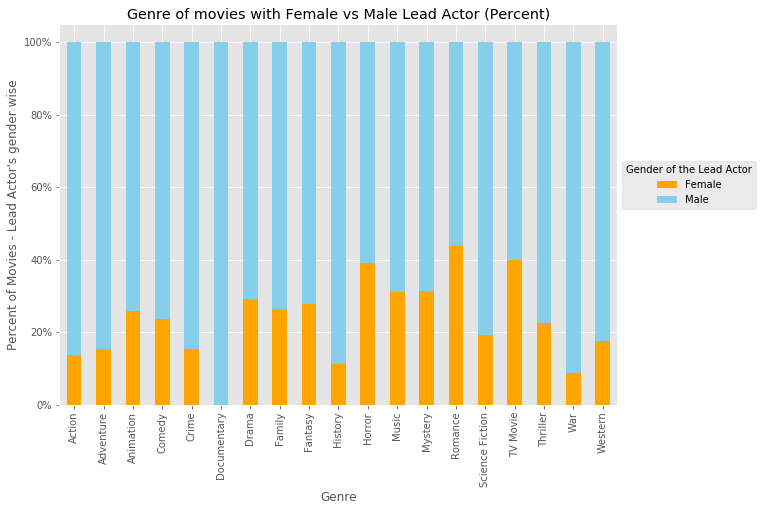 Genre of movies with Female vs Male Lead Actor (Percent)
Percent of Movies - Lead Actor's gender wise
100%
80%
60%
40%
20%
0%
Action
Adventure
Animation
Comedy
Crime
Documentary
Drama
Family
Fantasy
History
Horror
Music
Mystery
Romance
Science Fiction
TV Movie
Thriller
War
Western
Genre
Gender of the Lead Actor
Female
Male